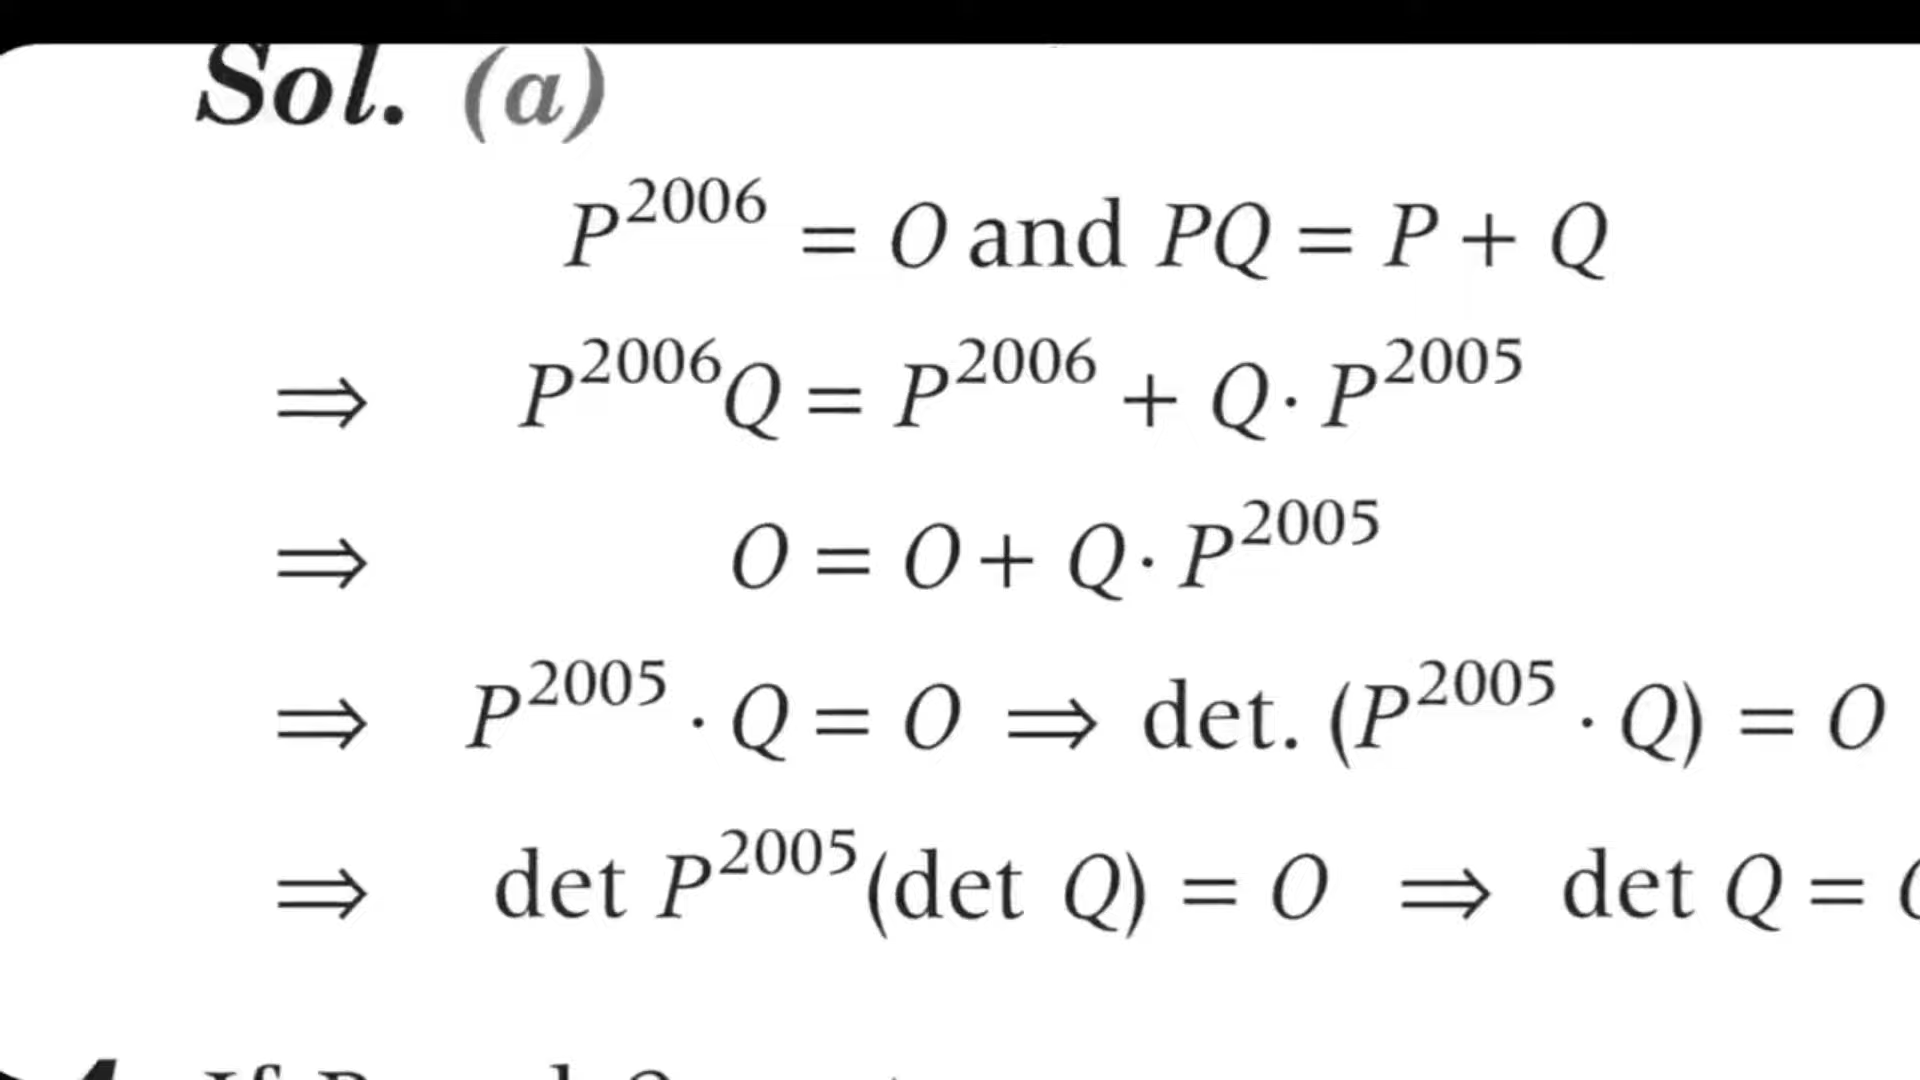 Sol. (a)
P^2006 = O and PQ = P + Q
⇒ P^2006 Q = P^2006 + Q · P^2005
⇒ O = O + Q · P^2005
⇒ P^2005 · Q = O ⇒ det. (P^2005 · Q) = O
⇒ det P^2005 (det Q) = O ⇒ det Q =